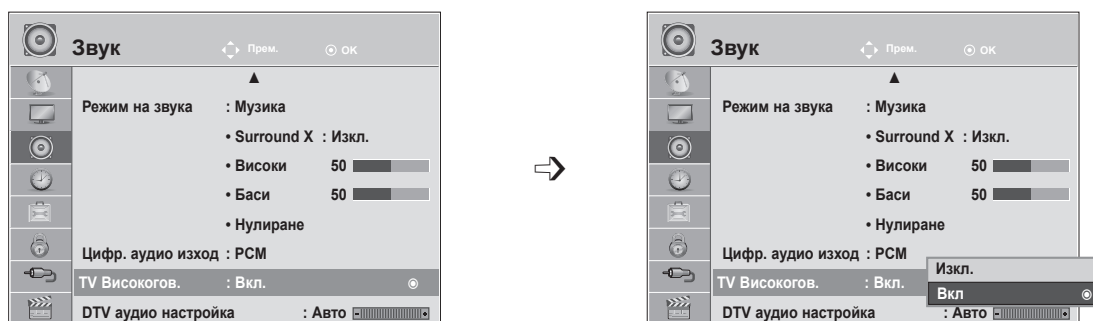 Звук Прем. OK
Режим на звука : Музика
• Surround X : Изкл.
• Високи 50
• Баси 50
• Нулиране
Цифр. аудио изход : PCM
TV Високогов. : Вкл.
DTV аудио настройка : Авто
Звук Прем. OK
Режим на звука : Музика
• Surround X : Изкл.
• Високи 50
• Баси 50
• Нулиране
Цифр. аудио изход : PCM
TV Високогов. : Вкл.
Изкл.
Вкл
DTV аудио настройка : Авто